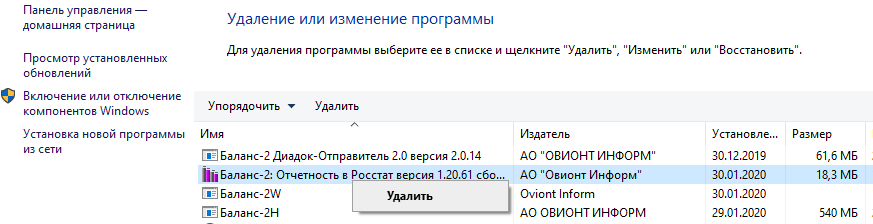 Панель управления —
домашняя страница
Просмотр установленных
обновлений
Включение или отключение
компонентов Windows
Установка новой программы
из сети
Удаление или изменение программы
Для удаления программы выберите ее в списке и щелкните "Удалить", "Изменить" или "Восстановить".
Упорядочить Удалить
Имя Издатель Установле... Размер
Баланс-2 Диадок-Отправитель 2.0 версия 2.0.14 АО "ОВИОНТ ИНФОРМ" 30.12.2019 61,6 МБ
Баланс-2: Отчетность в Росстат версия 1.20.61 сбо... АО "Овионт Информ" 30.01.2020 18,3 МБ
Баланс-2W Oviont Inform 30.01.2020
Удалить
Баланс-2Н АО ОВИОНТ ИНФОРМ 29.01.2020 540 МБ